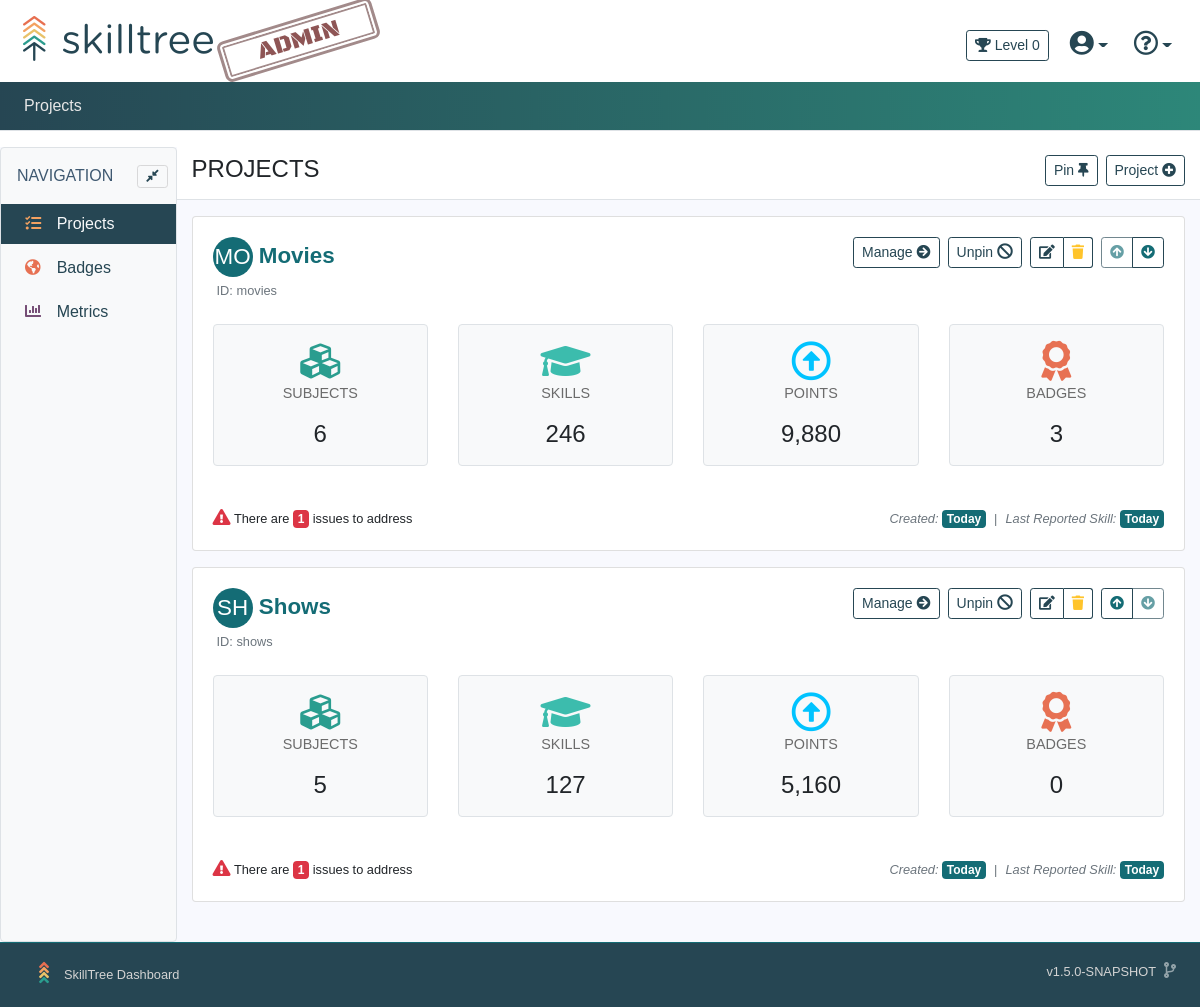 skilltree
ADMIN
Level 0
Projects
NAVIGATION
Projects
Badges
Metrics
PROJECTS
Pin
Project
MO Movies
Manage
Unpin
ID: movies
SUBJECTS
6
SKILLS
246
POINTS
9,880
BADGES
3
There are 1 issues to address
Created: Today | Last Reported Skill: Today
SH Shows
Manage
Unpin
ID: shows
SUBJECTS
5
SKILLS
127
POINTS
5,160
BADGES
0
There are 1 issues to address
Created: Today | Last Reported Skill: Today
SkillTree Dashboard
v1.5.0-SNAPSHOT